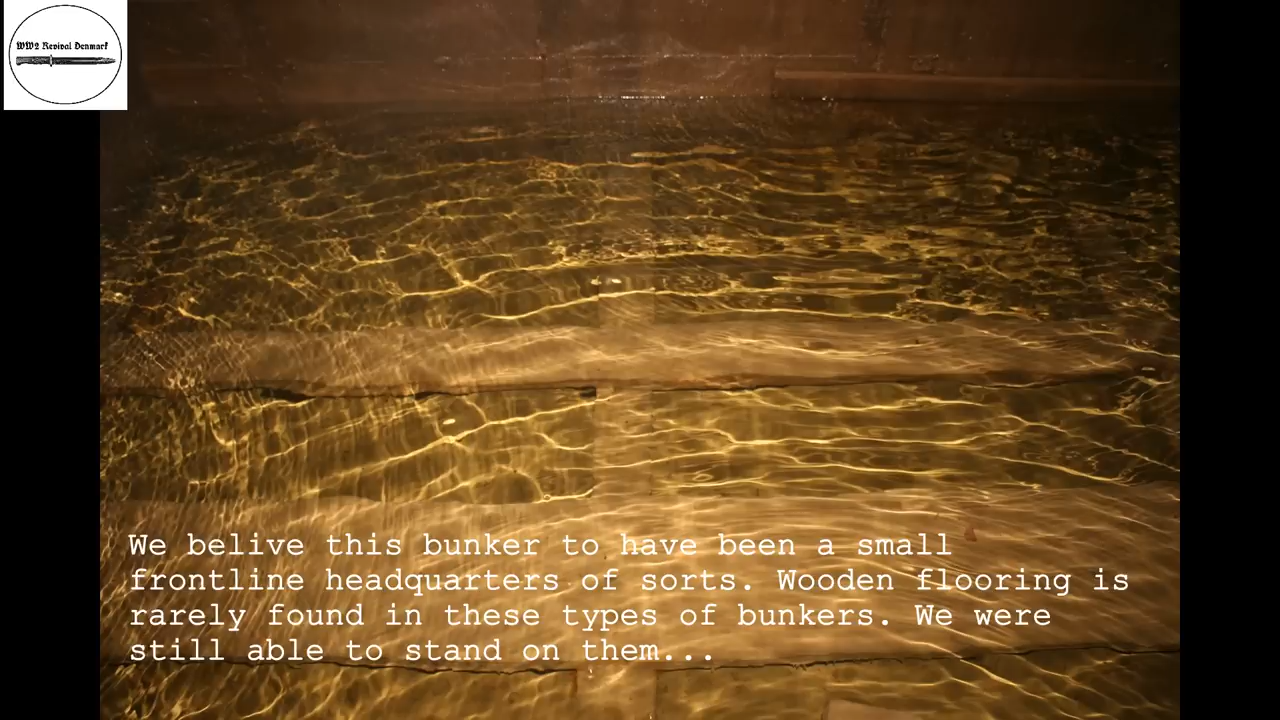 WW2 Revival Denmark
We belive this bunker to have been a small
frontline headquarters of sorts. Wooden flooring is
rarely found in these types of bunkers. We were
still able to stand on them...